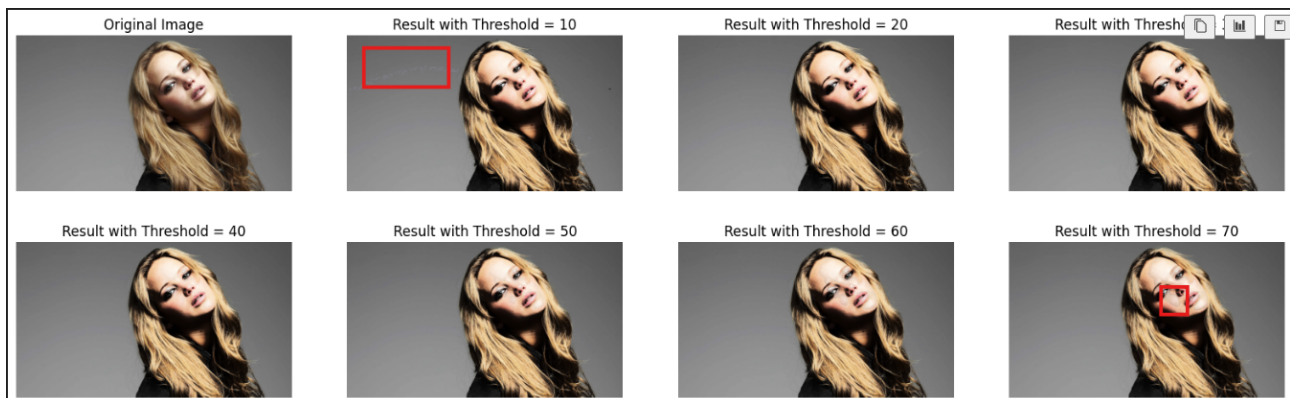 Original Image
Result with Threshold = 10
Result with Threshold = 20
Result with
Result with Threshold = 40
Result with Threshold = 50
Result with Threshold = 60
Result with Threshold = 70